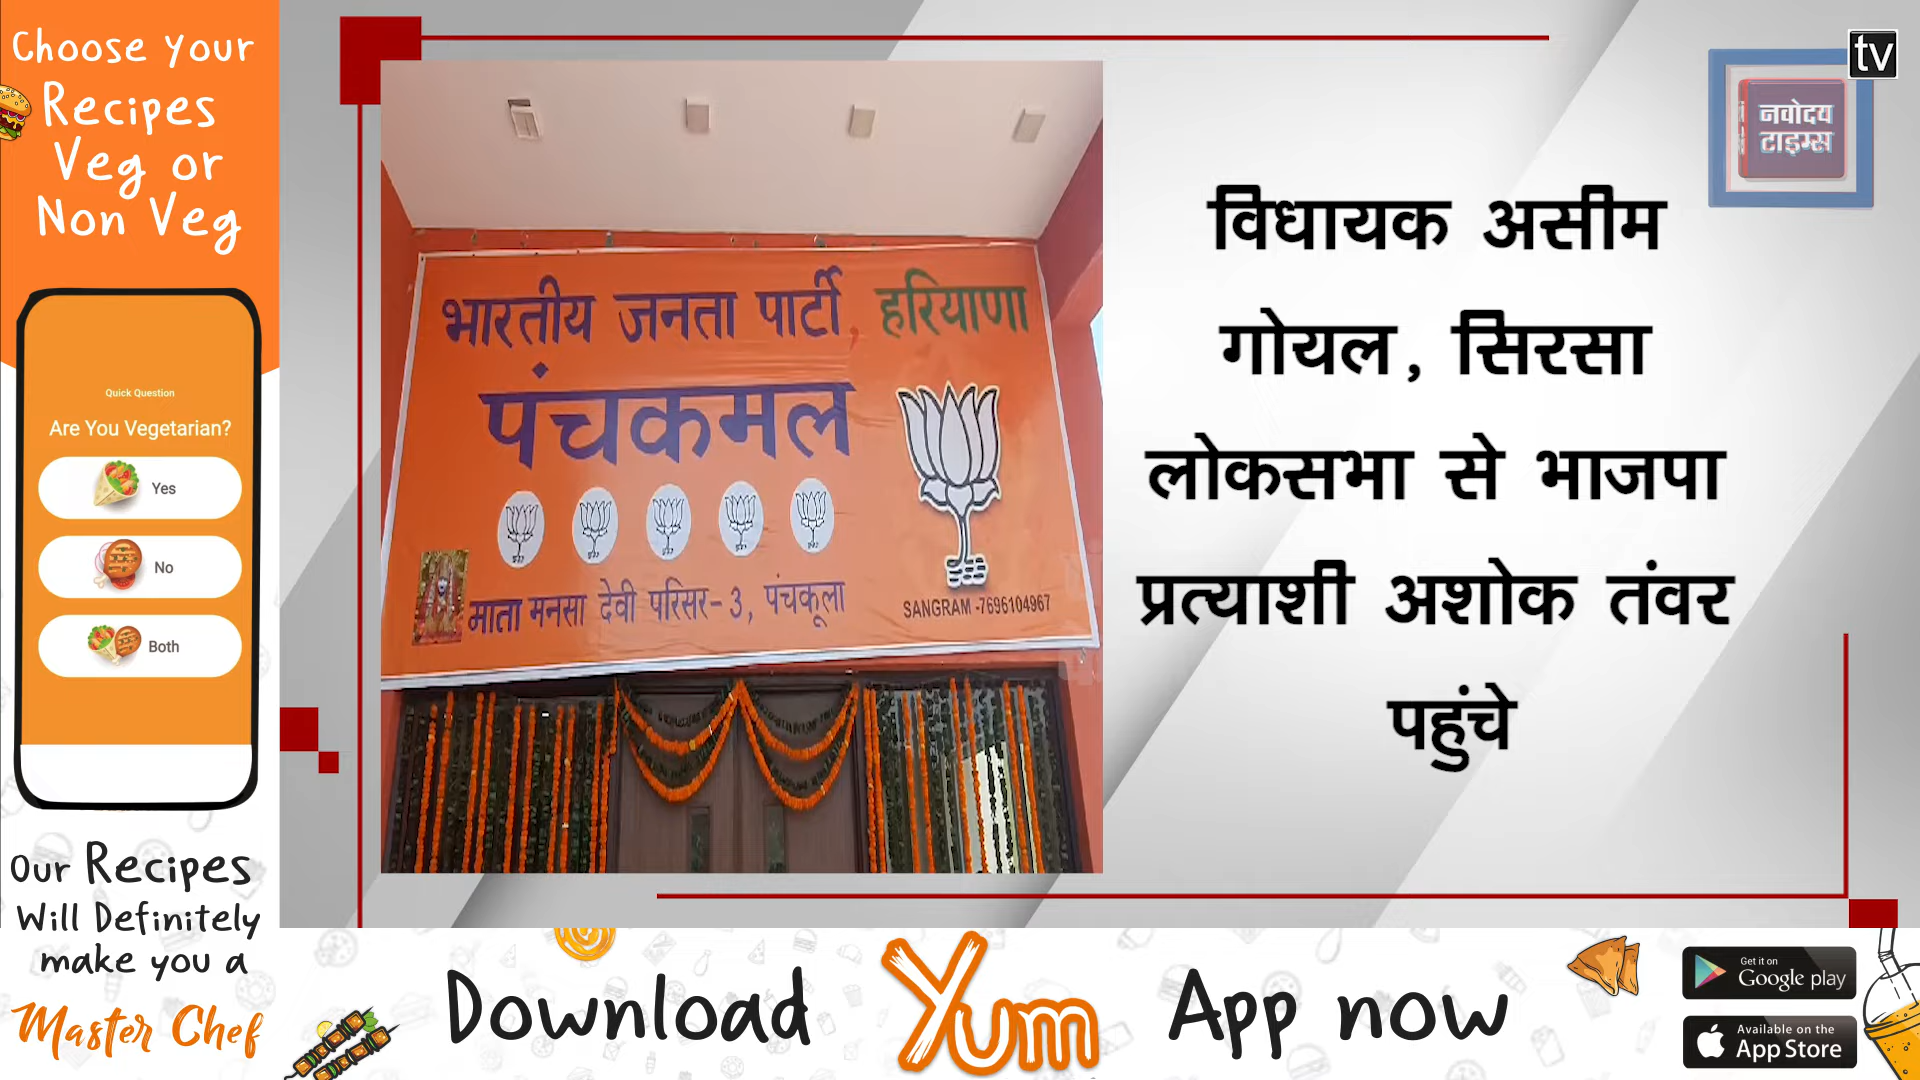 Choose Your
Recipes
Veg or
Non Veg
Quick Question
Are You Vegetarian?
Yes
No
Both
Our Recipes
Will Definitely
make you a
Master Chef
भारतीय जनता पार्टी, हरियाणा
पंचकमल
माता मनसा देवी परिसर-3, पंचकूला
SANGRAM -7696104967
विधायक असीम
गोयल, सिरसा
लोकसभा से भाजपा
प्रत्याशी अशोक तंवर
पहुंचे
tv
नवोदय
टाइम्स
Download Yum App now
Get it on
Google play
Available on the
App Store